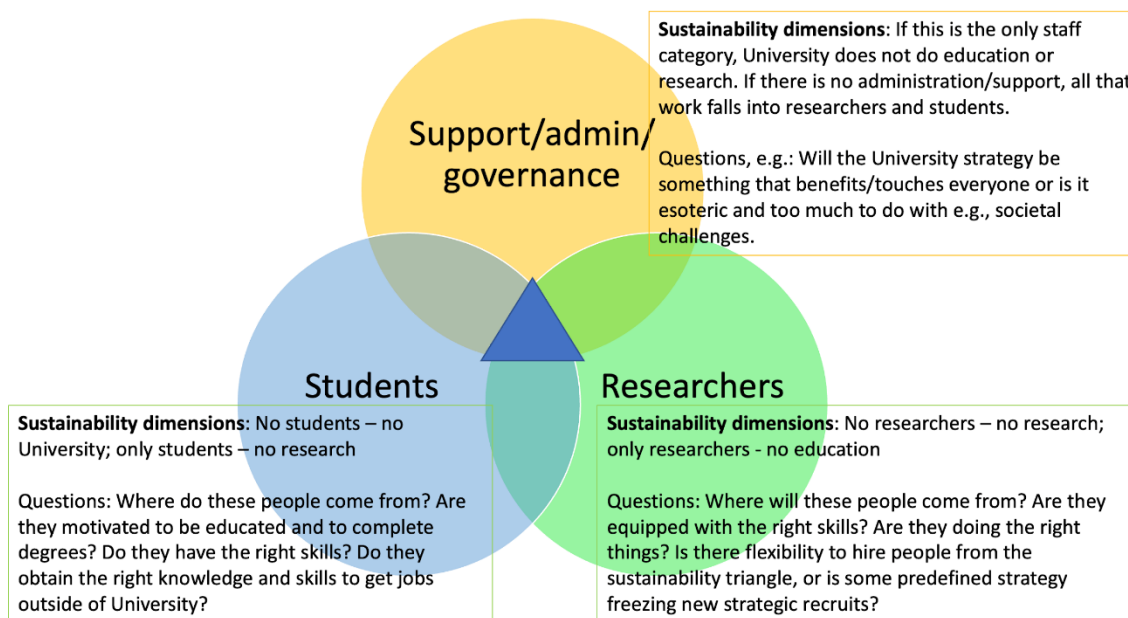 Sustainability dimensions: If this is the only staff
category, University does not do education or
research. If there is no administration/support, all that
work falls into researchers and students.
Questions, e.g.: Will the University strategy be
something that benefits/touches everyone or is it
esoteric and too much to do with e.g., societal
challenges.
Support/admin/
governance
Students
Researchers
Sustainability dimensions: No students – no
University; only students – no research
Questions: Where do these people come from? Are
they motivated to be educated and to complete
degrees? Do they have the right skills? Do they
obtain the right knowledge and skills to get jobs
outside of University?
Sustainability dimensions: No researchers – no research;
only researchers - no education
Questions: Where will these people come from? Are they
equipped with the right skills? Are they doing the right
things? Is there flexibility to hire people from the
sustainability triangle, or is some predefined strategy
freezing new strategic recruits?